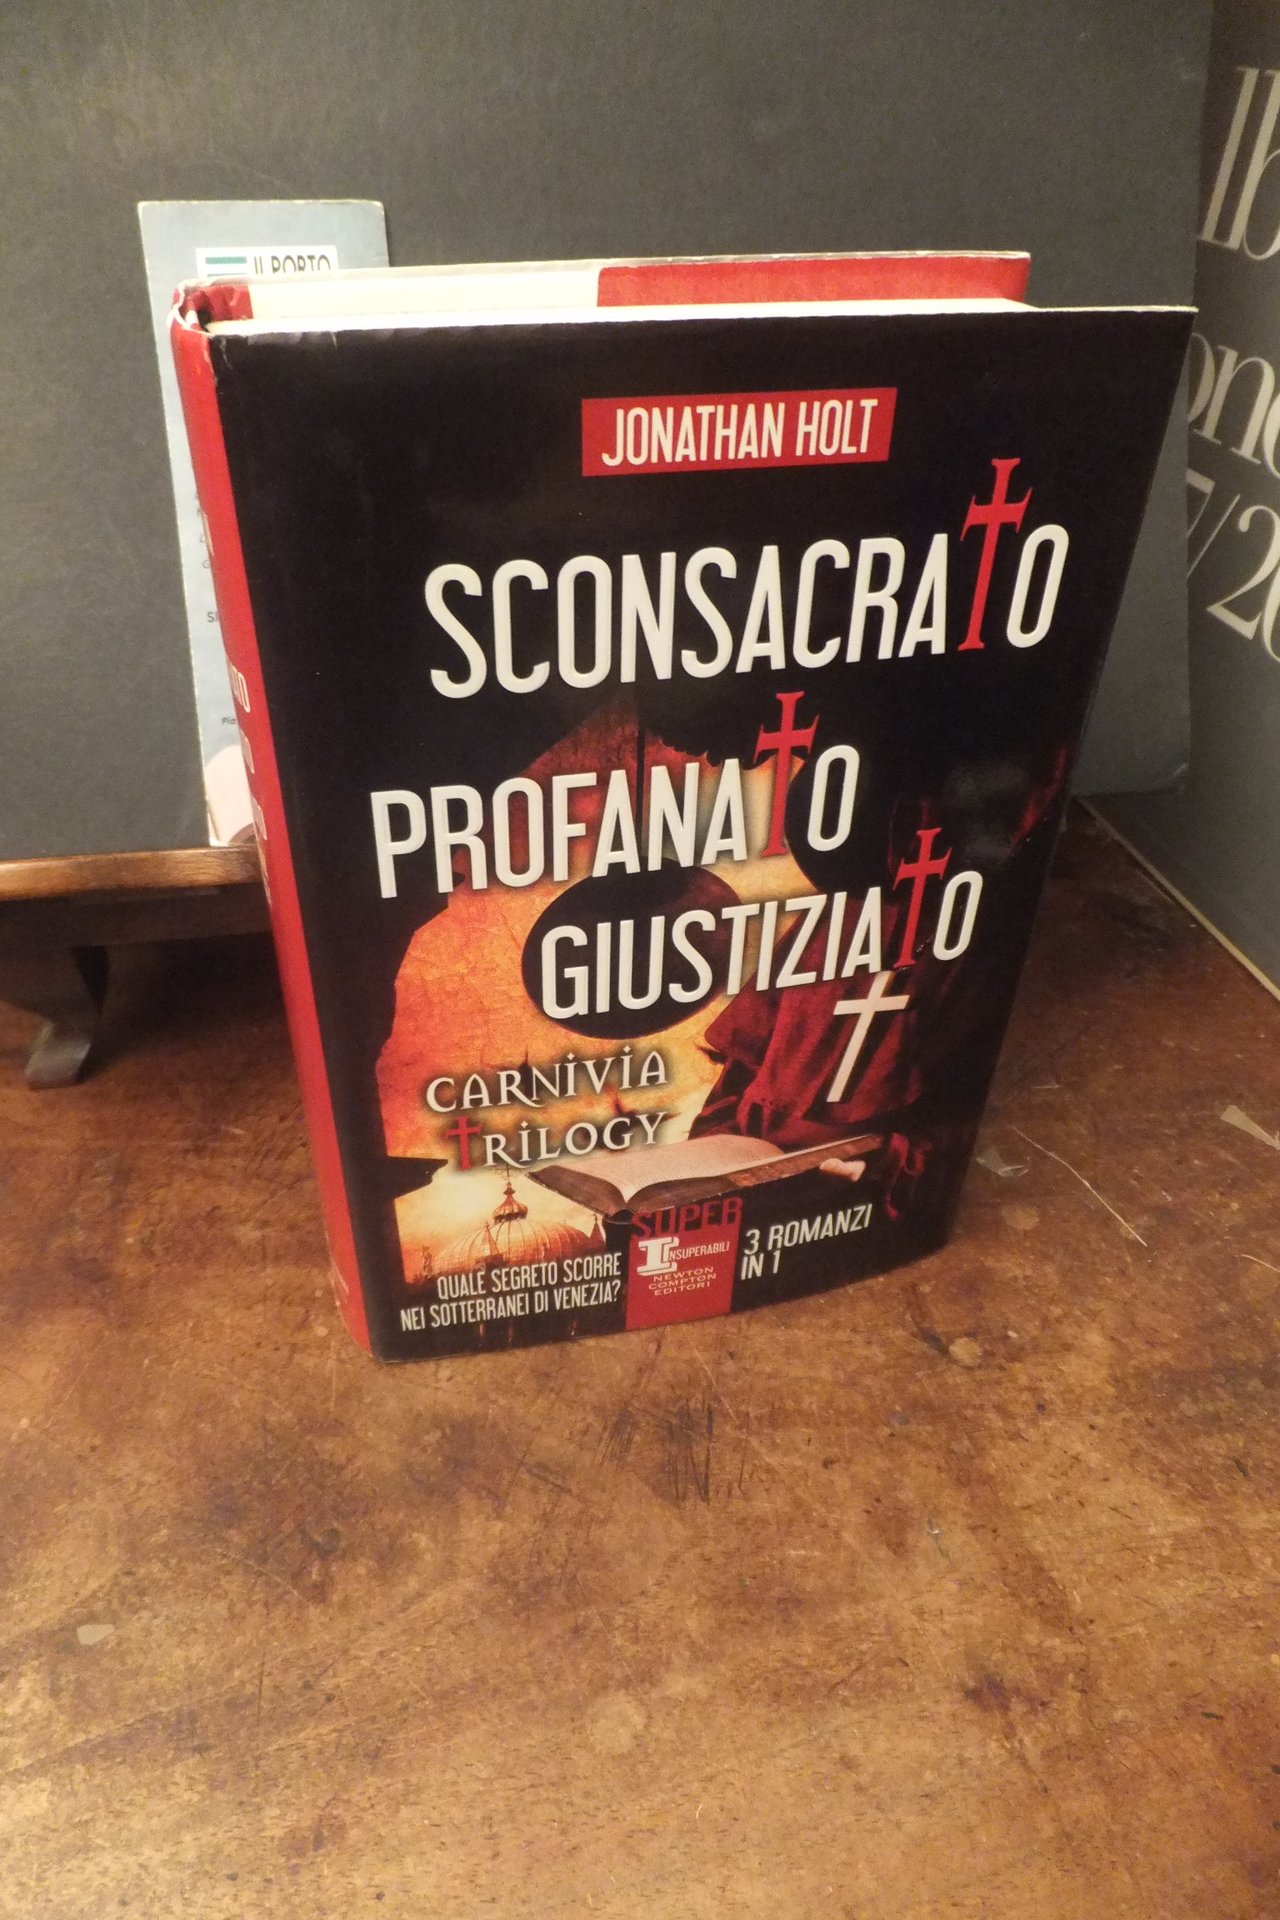 IL PORTO
JONATHAN HOLT
SCONSACRATO
PROFANATO
GIUSTIZIATO
CARNIVIA
TRILOGY
QUALE SEGRETO SCORRE
NEI SOTTERRANEI DI VENEZIA?
SUPER
INSUPERABILI
NEWTON
COMPTON
EDITORI
3 ROMANZI
IN 1